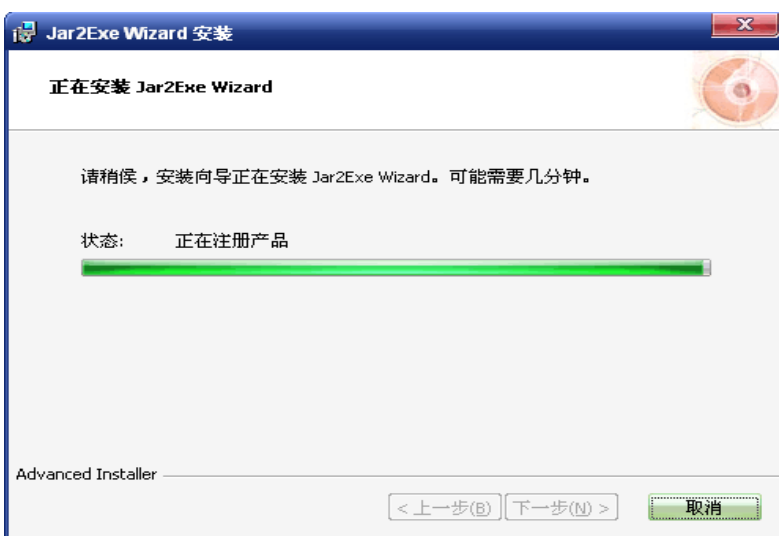 Jar2Exe Wizard 安装
正在安装 Jar2Exe Wizard
请稍侯，安装向导正在安装 Jar2Exe Wizard。可能需要几分钟。
状态: 正在注册产品
Advanced Installer
< 上一步(B) 下一步(N) > 取消